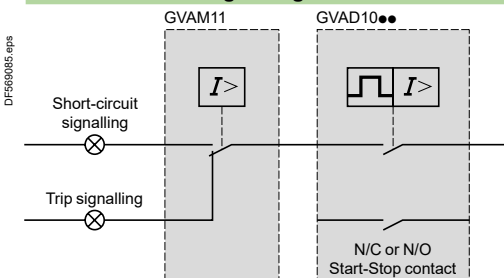 GVAM11
GVAD10●●
DF569085.eps
I>
I>
Short-circuit
signalling
Trip signalling
N/C or N/O
Start-Stop contact